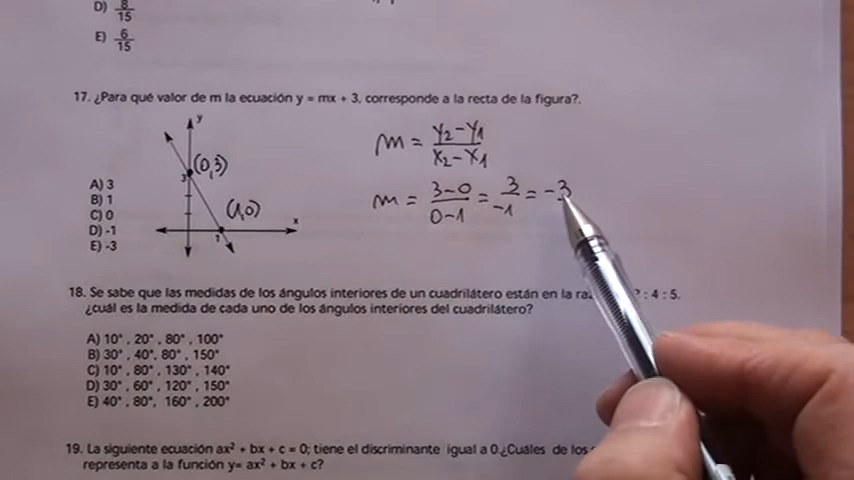 D) 8/15
E) 6/15
17. ¿Para qué valor de m la ecuación y = mx + 3, corresponde a la recta de la figura?.
y
(0,3)
3
(1,0)
x
1
A) 3
B) 1
C) 0
D) -1
E) -3
m = y2-y1/x2-x1
m = 3-0/0-1 = 3/-1 = -3
18. Se sabe que las medidas de los ángulos interiores de un cuadrilátero están en la : 4 : 5.
¿cuál es la medida de cada uno de los ángulos interiores del cuadrilátero?
A) 10°, 20°, 80°, 100°
B) 30°, 40°, 80°, 150°
C) 10°, 80°, 130°, 140°
D) 30°, 60°, 120°, 150°
E) 40°, 80°, 160°, 200°
19. La siguiente ecuación ax² + bx + c = 0; tiene el discriminante igual a 0.¿Cuáles de los
representa a la función y= ax² + bx + c?